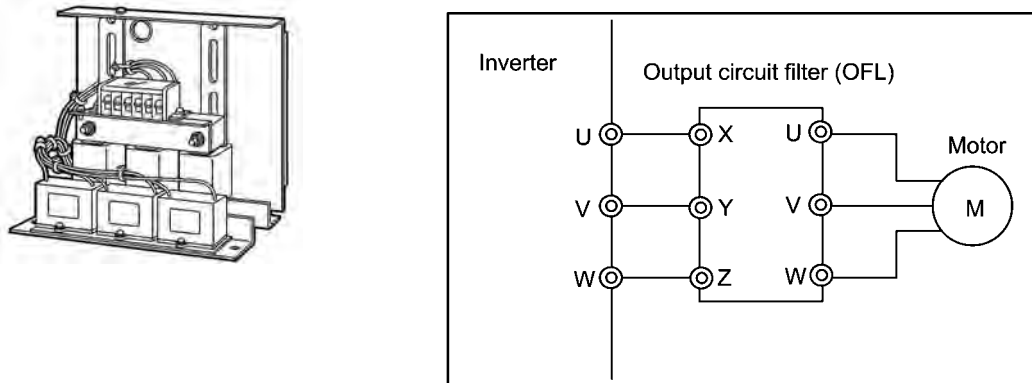 Inverter
Output circuit filter (OFL)
U X U
Motor
V Y V M
W Z W